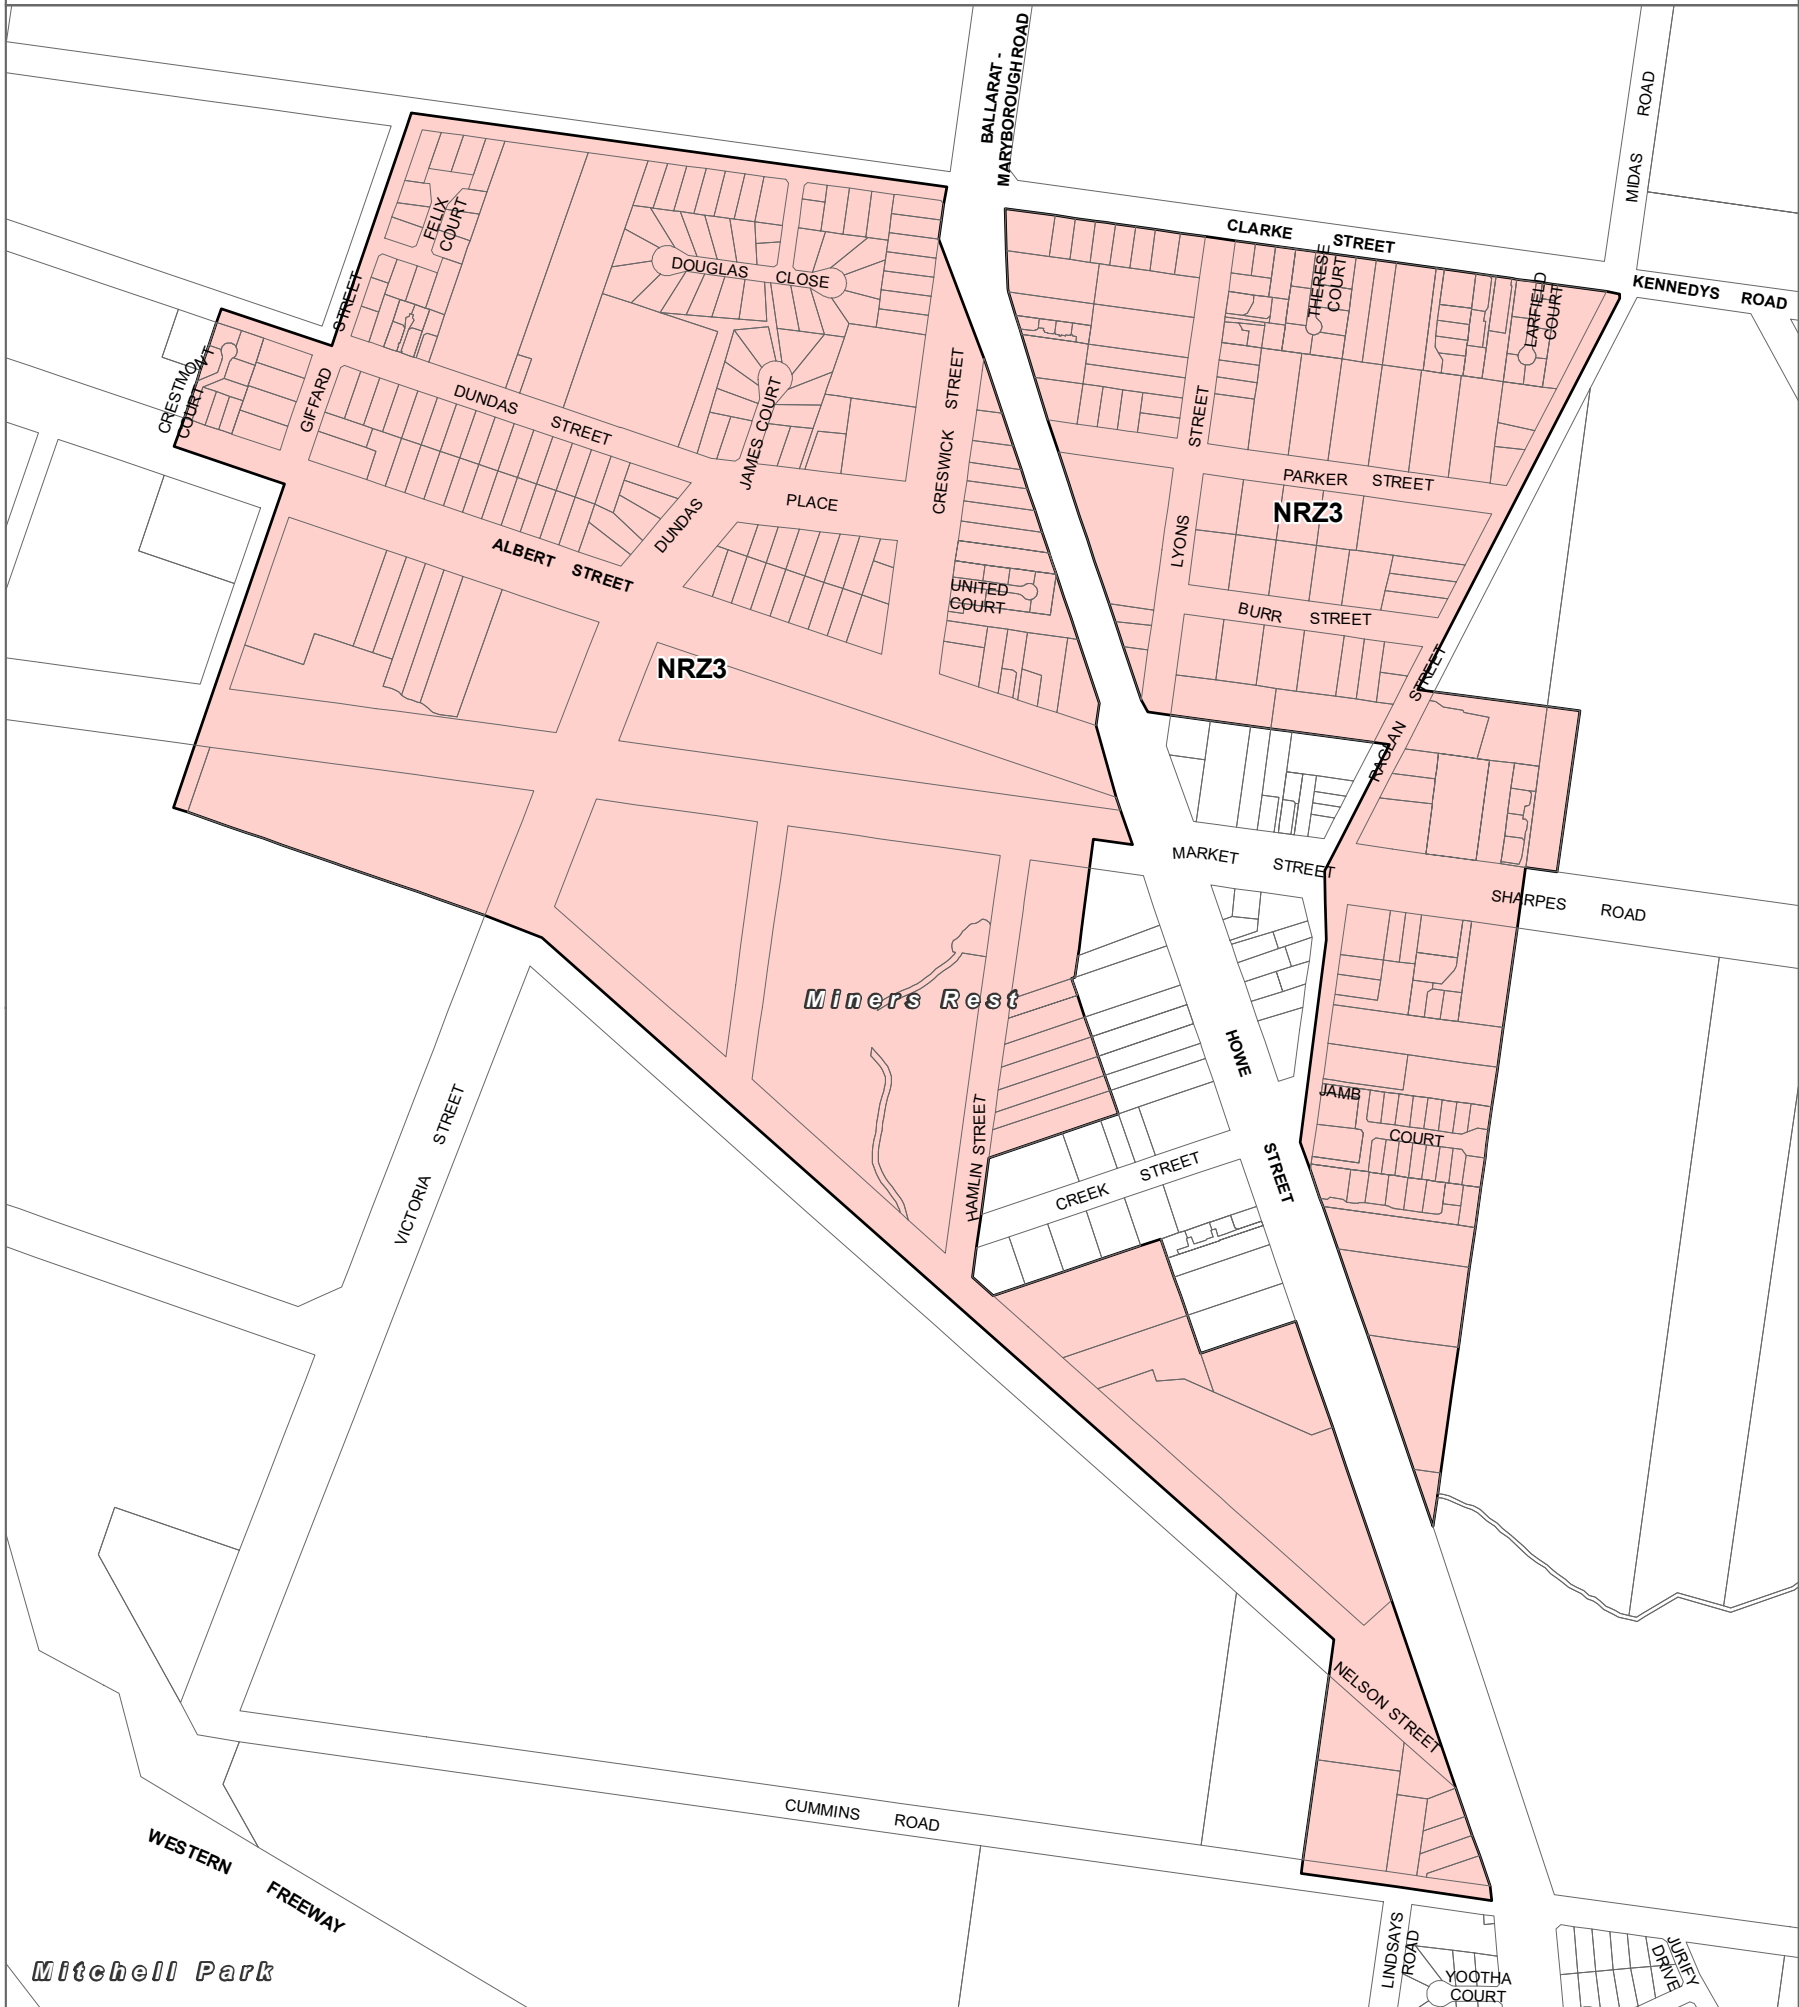 BALLARAT -
MARYBOROUGH ROAD
MIDAS ROAD
CLARKE STREET
KENNEDYS ROAD
FELIX
COURT
THERESE
COURT
LARFIELD
COURT
DOUGLAS CLOSE
STREET
GIFFARD
CRESTMOWT
COURT
DUNDAS STREET
JAMES COURT
CRESWICK STREET
STREET
LYONS
PARKER STREET
NRZ3
PLACE
DUNDAS
ALBERT STREET
UNITED
COURT
BURR STREET
NRZ3
RAGLAN STREET
MARKET STREET
SHARPES ROAD
Miners Rest
HOWE STREET
JAMB
COURT
HAMLIN STREET
CREEK STREET
VICTORIA STREET
NELSON STREET
CUMMINS ROAD
WESTERN FREEWAY
LINDSAYS
ROAD
JURIFY
DRIVE
YOOTHA
COURT
Mitchell Park